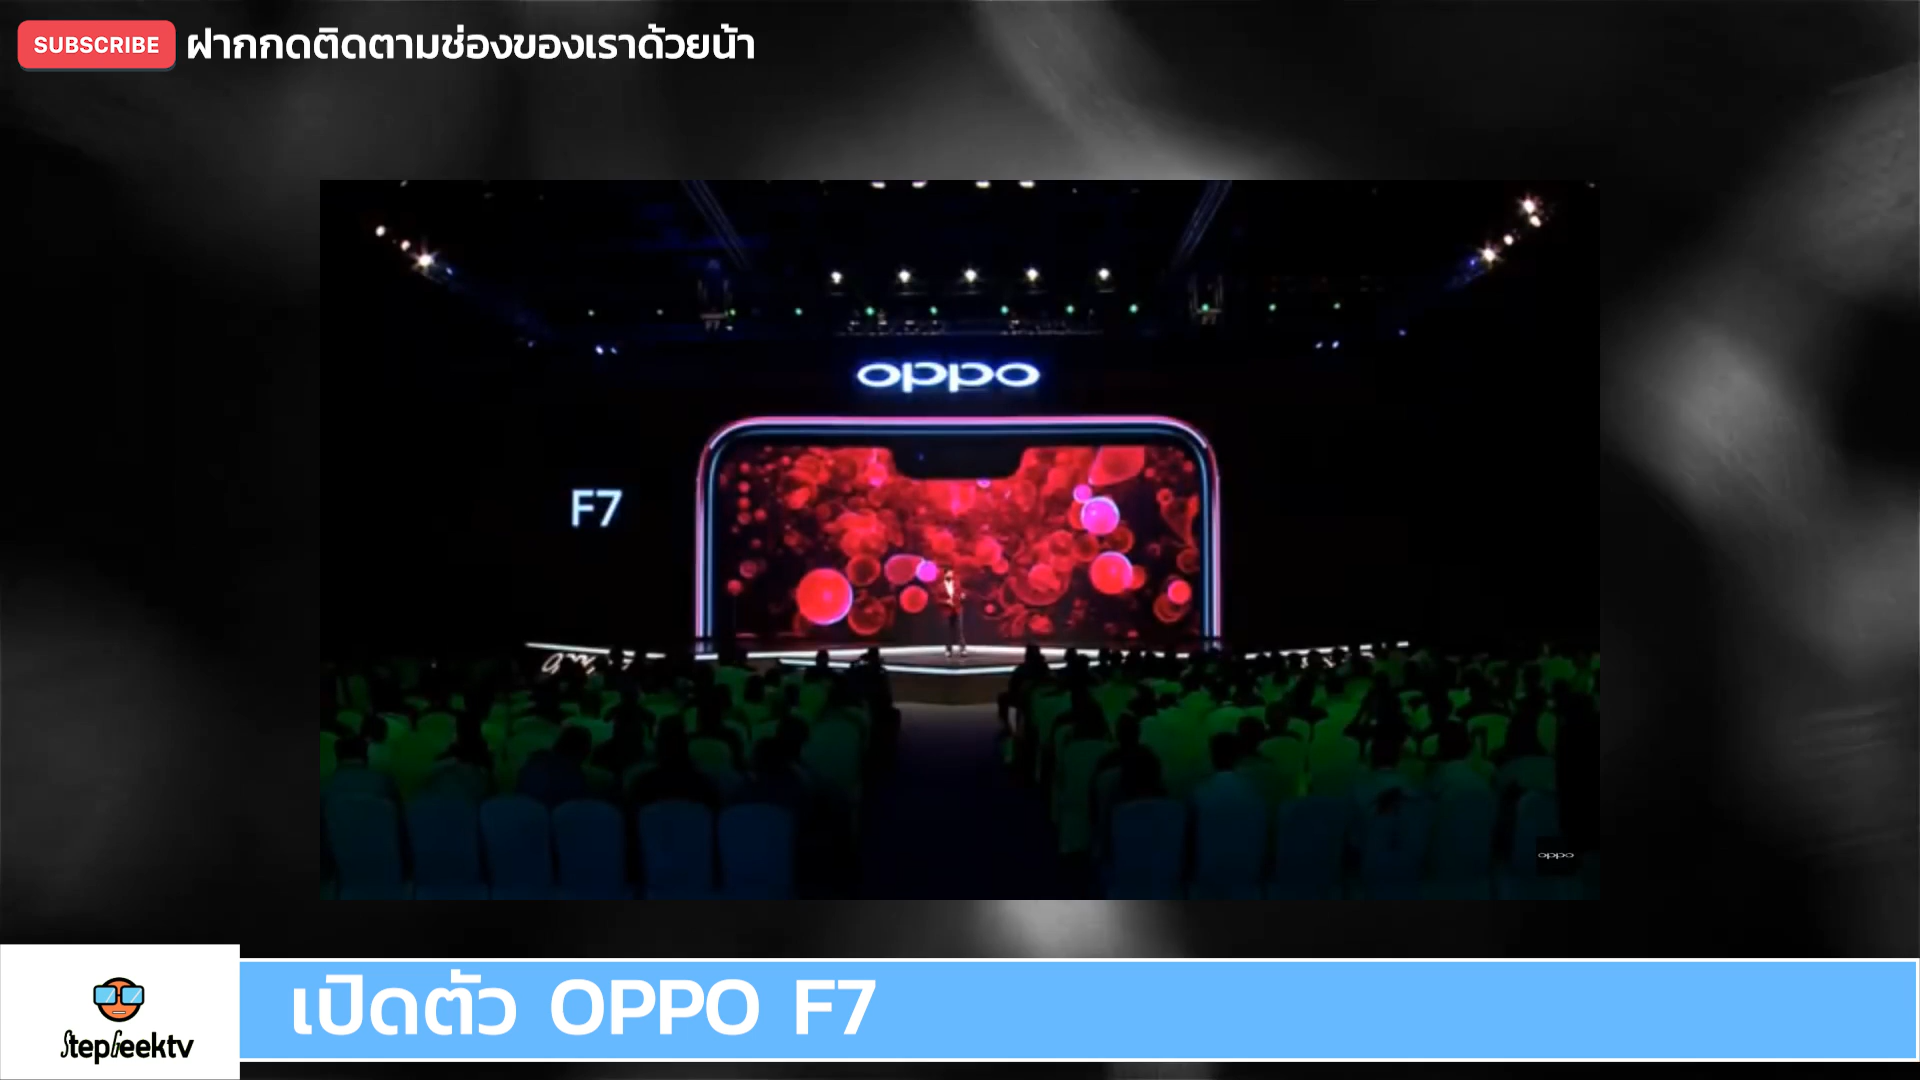 SUBSCRIBE ฝากกดติดตามช่องของเราด้วยน้า
oppo
F7
oppo
StepGeektv
เปิดตัว OPPO F7